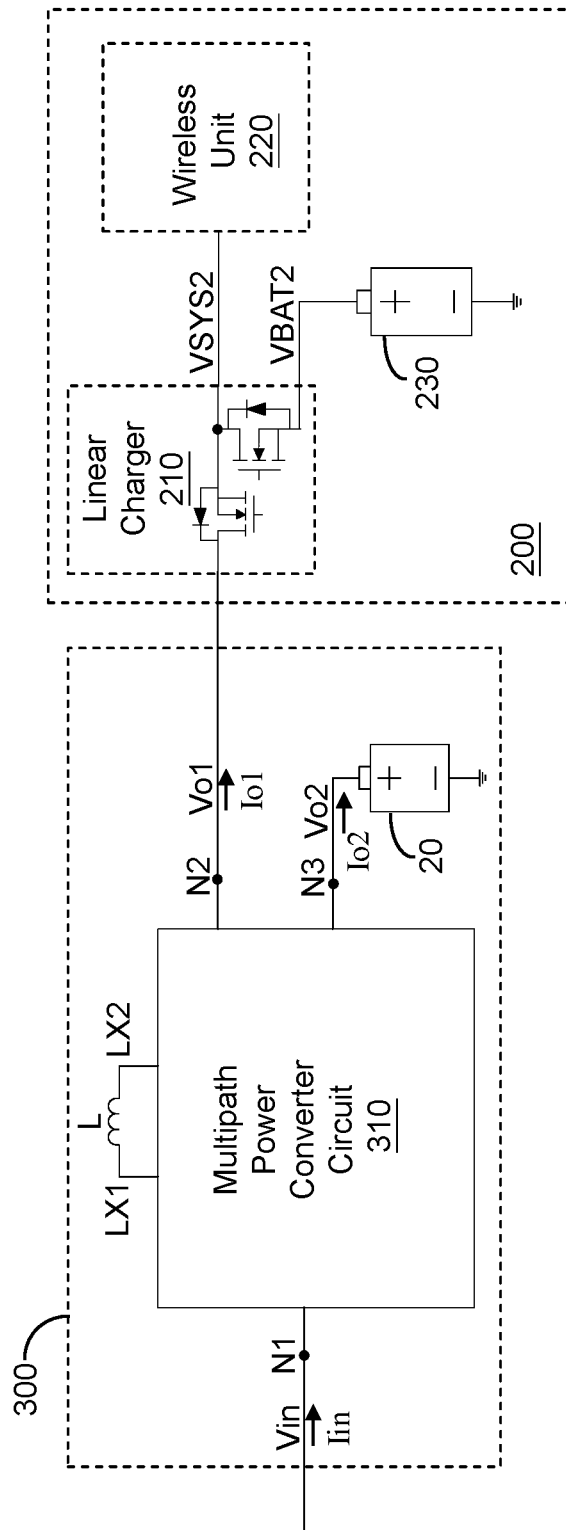 300
Vin
Iin
N1
LX1
L
LX2
Multipath
Power
Converter
Circuit
310
N2
Vo1
Io1
N3
Vo2
Io2
+
−
20
Linear
Charger
210
VSYS2
VBAT2
Wireless
Unit
220
+
−
230
200